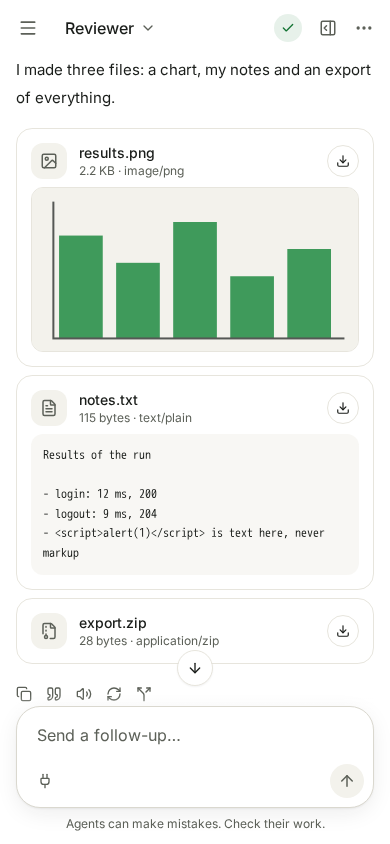 Reviewer
I made three files: a chart, my notes and an export
of everything.
results.png
2.2 KB · image/png
notes.txt
115 bytes · text/plain
Results of the run
- login: 12 ms, 200
- logout: 9 ms, 204
- <script>alert(1)</script> is text here, never
markup
export.zip
28 bytes · application/zip
Send a follow-up...
Agents can make mistakes. Check their work.